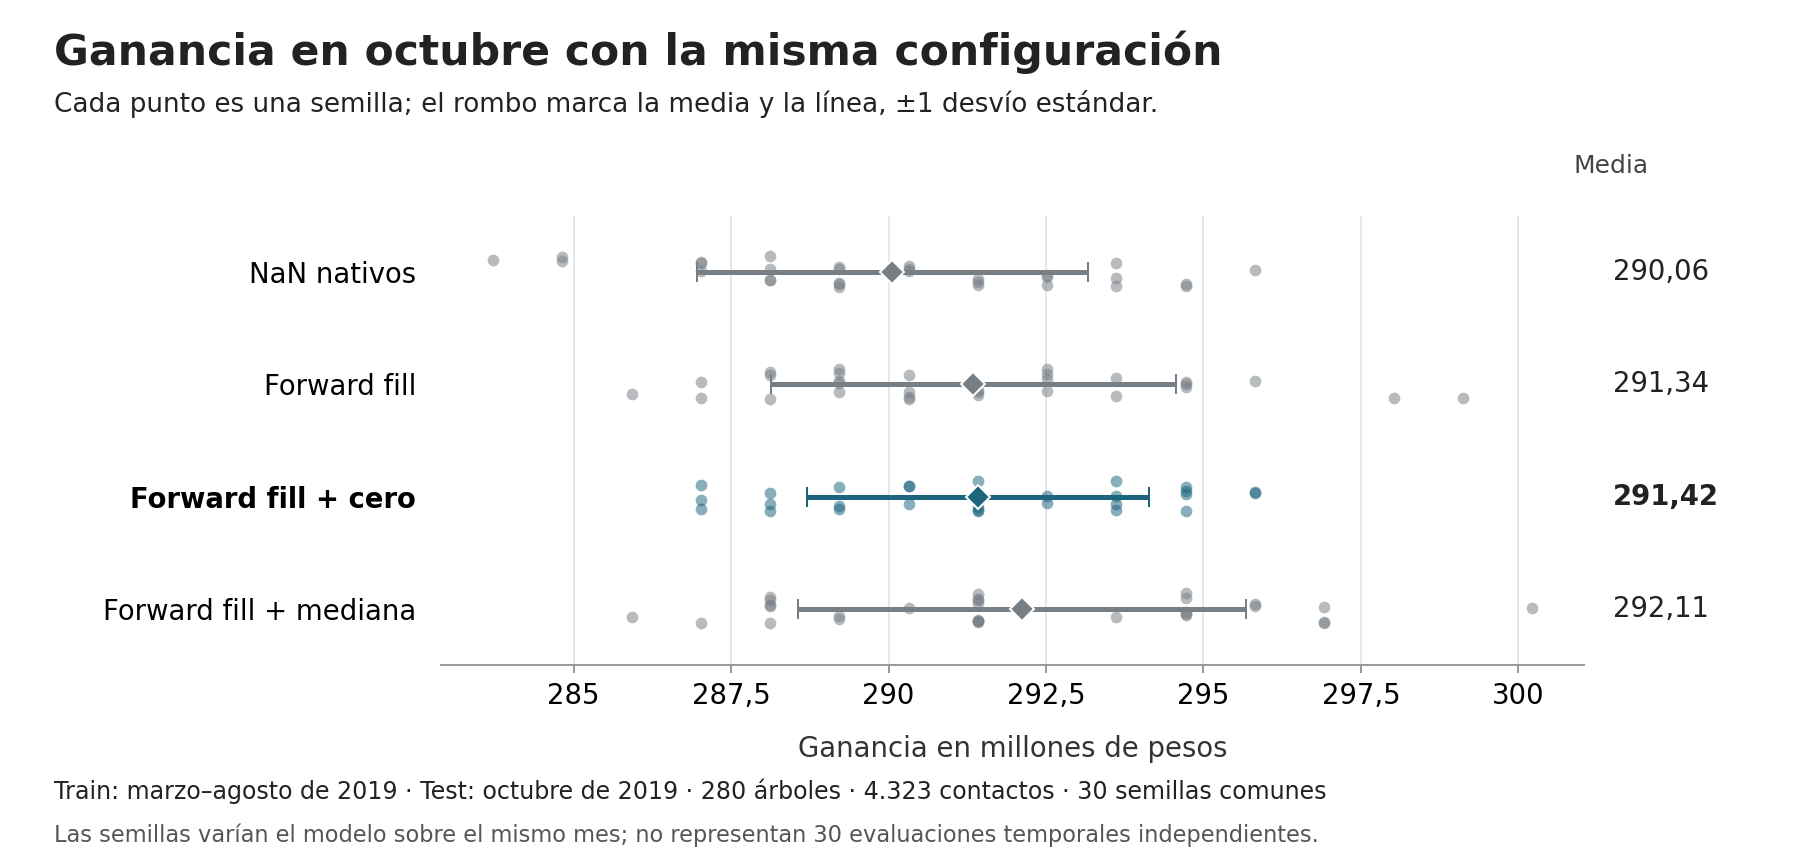 Ganancia en octubre con la misma configuración
Cada punto es una semilla; el rombo marca la media y la línea, ±1 desvío estándar.
Media
NaN nativos 290,06
Forward fill 291,34
Forward fill + cero 291,42
Forward fill + mediana 292,11
285 287,5 290 292,5 295 297,5 300
Ganancia en millones de pesos
Train: marzo–agosto de 2019 · Test: octubre de 2019 · 280 árboles · 4.323 contactos · 30 semillas comunes
Las semillas varían el modelo sobre el mismo mes; no representan 30 evaluaciones temporales independientes.